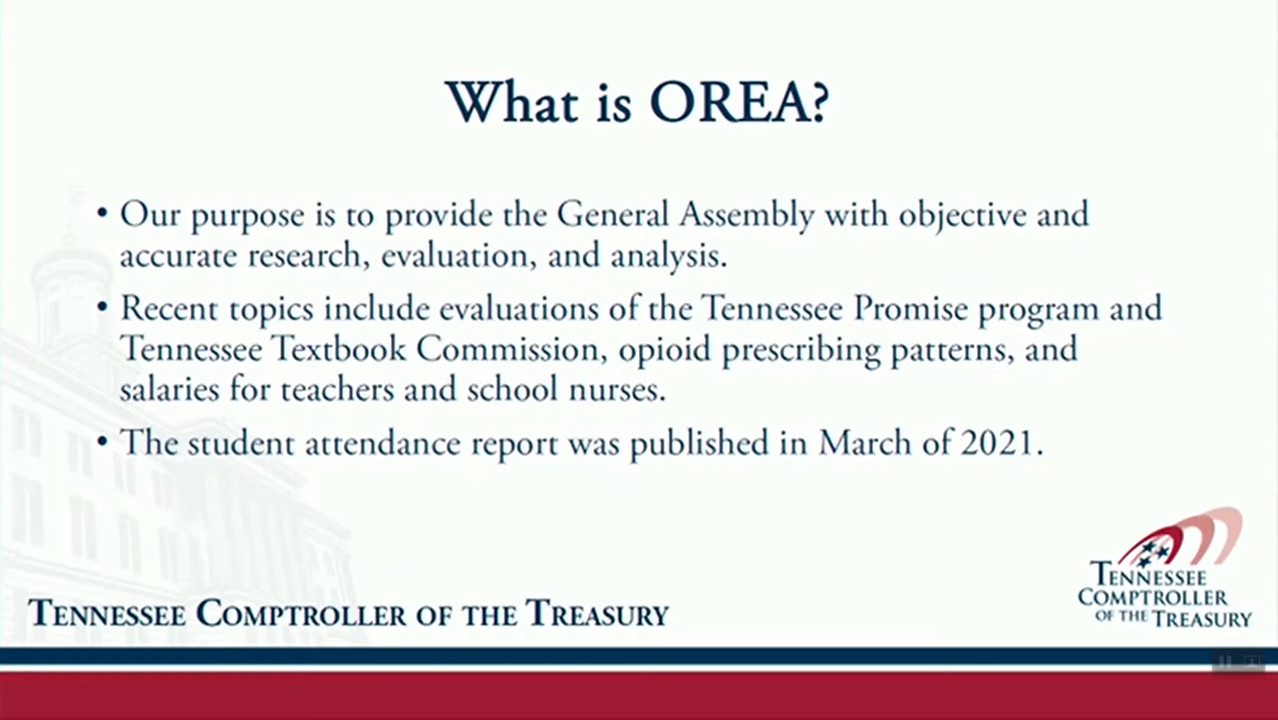 What is OREA?
• Our purpose is to provide the General Assembly with objective and
accurate research, evaluation, and analysis.
• Recent topics include evaluations of the Tennessee Promise program and
Tennessee Textbook Commission, opioid prescribing patterns, and
salaries for teachers and school nurses.
• The student attendance report was published in March of 2021.
TENNESSEE COMPTROLLER OF THE TREASURY
TENNESSEE
COMPTROLLER
OF THE TREASURY